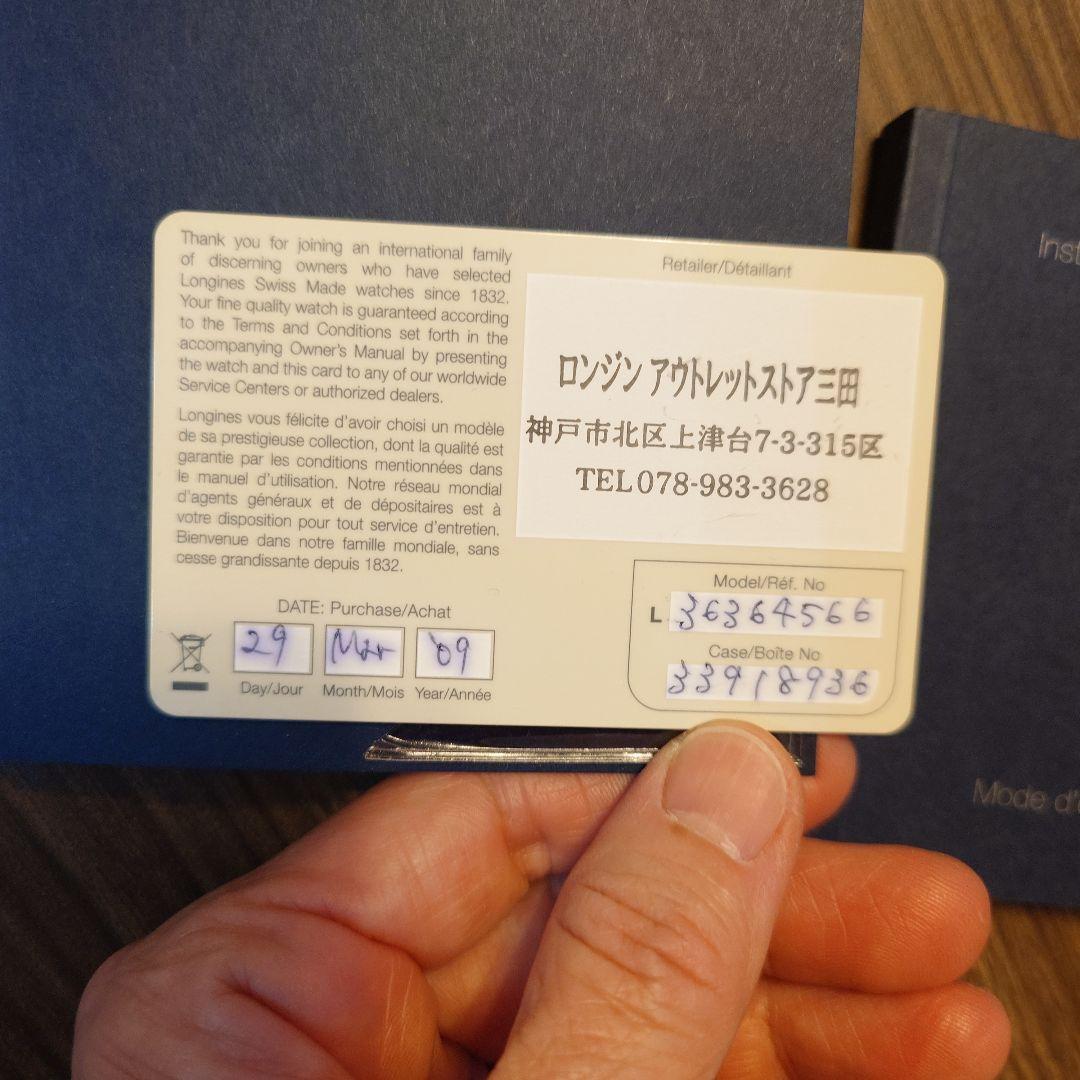 Thank you for joining an international family
of discerning owners who have selected
Longines Swiss Made watches since 1832.
Your fine quality watch is guaranteed according
to the Terms and Conditions set forth in the
accompanying Owner's Manual by presenting
the watch and this card to any of our worldwide
Service Centers or authorized dealers.
Longines vous félicite d'avoir choisi un modèle
de sa prestigieuse collection, dont la qualité est
garantie par les conditions mentionnées dans
le manuel d'utilisation. Notre réseau mondial
d'agents généraux et de dépositaires est à
votre disposition pour tout service d'entretien.
Bienvenue dans notre famille mondiale, sans
cesse grandissante depuis 1832.
DATE: Purchase/Achat
29 Mar '09
Day/Jour Month/Mois Year/Année
Retailer/Détaillant
ロンジン アウトレットストア三田
神戸市北区上津台7-3-315区
TEL078-983-3628
Model/Réf. No
L 36364566
Case/Boîte No
33918936
Inst
Mode d'